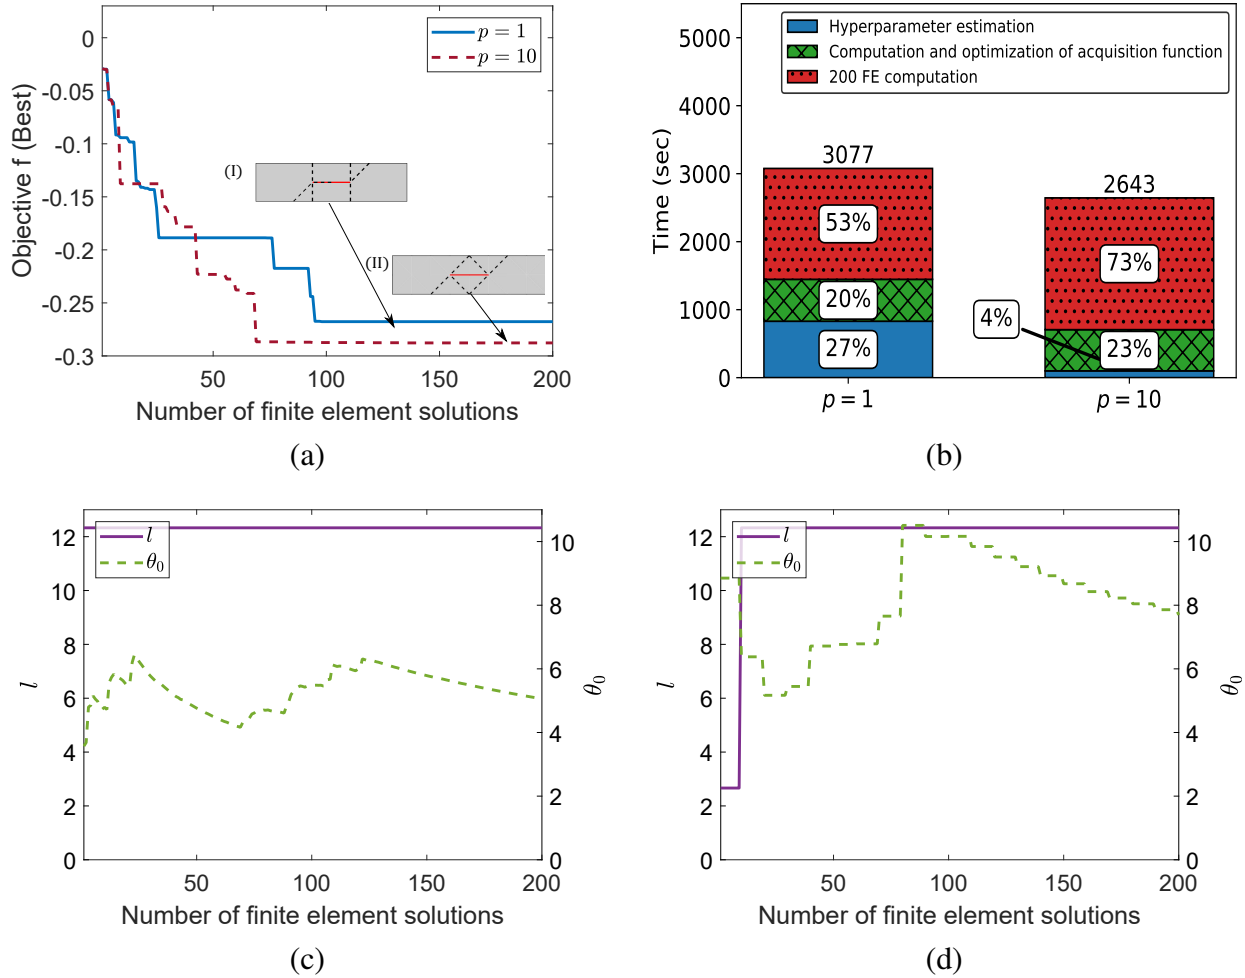 0
-0.05
-0.1
-0.15
-0.2
-0.25
-0.3
Objective f (Best)
p = 1
p = 10
(I)
(II)
50
100
150
200
Number of finite element solutions
(a)
Hyperparameter estimation
Computation and optimization of acquisition function
200 FE computation
5000
4000
3000
2000
1000
0
Time (sec)
3077
53%
20%
27%
2643
73%
4%
23%
p = 1
p = 10
(b)
l
θ0
12
10
8
6
4
2
0
l
10
8
6
4
2
0
θ0
50
100
150
200
Number of finite element solutions
(c)
l
θ0
12
10
8
6
4
2
0
l
10
8
6
4
2
0
θ0
50
100
150
200
Number of finite element solutions
(d)